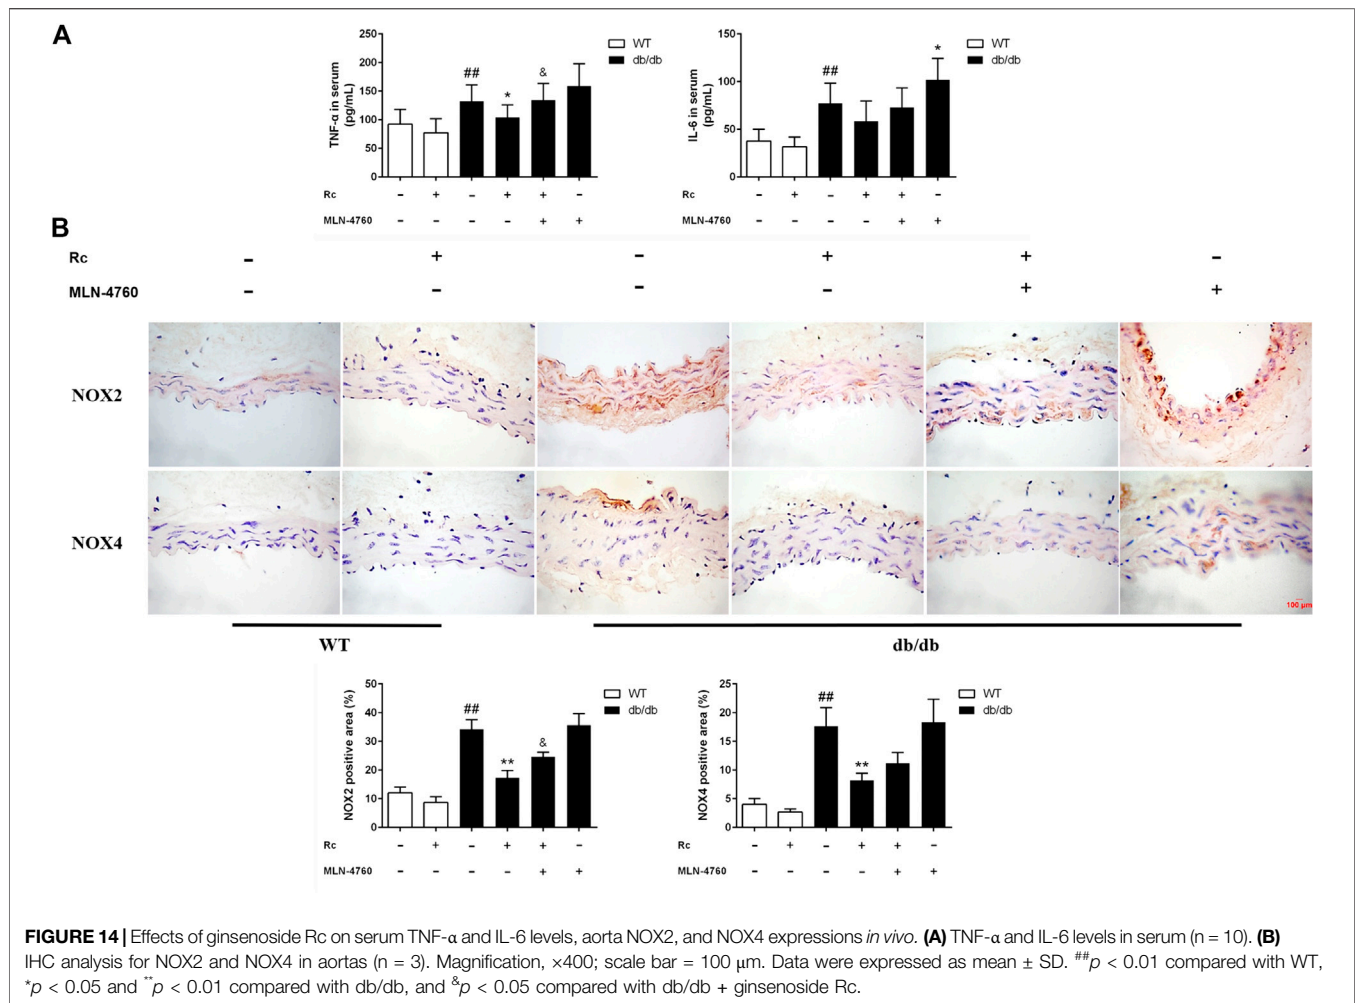 A
250
200
150
100
50
0
TNF-α in serum
(pg/mL)
##
*
&
WT
db/db
Rc − + − + + −
MLN-4760 − − − − + +
150
100
50
0
IL-6 in serum
(pg/mL)
##
*
WT
db/db
Rc − + − + + −
MLN-4760 − − − − + +
B
Rc − + − + + −
MLN-4760 − − − − + +
NOX2
NOX4
100 μm
WT
db/db
50
40
30
20
10
0
NOX2 positive area (%)
##
**
&
WT
db/db
Rc − + − + + −
MLN-4760 − − − − + +
25
20
15
10
5
0
NOX4 positive area (%)
##
**
WT
db/db
Rc − + − + + −
MLN-4760 − − − − + +
FIGURE 14 | Effects of ginsenoside Rc on serum TNF-α and IL-6 levels, aorta NOX2, and NOX4 expressions in vivo. (A) TNF-α and IL-6 levels in serum (n = 10). (B)
IHC analysis for NOX2 and NOX4 in aortas (n = 3). Magnification, ×400; scale bar = 100 μm. Data were expressed as mean ± SD. ##p < 0.01 compared with WT,
*p < 0.05 and **p < 0.01 compared with db/db, and &p < 0.05 compared with db/db + ginsenoside Rc.